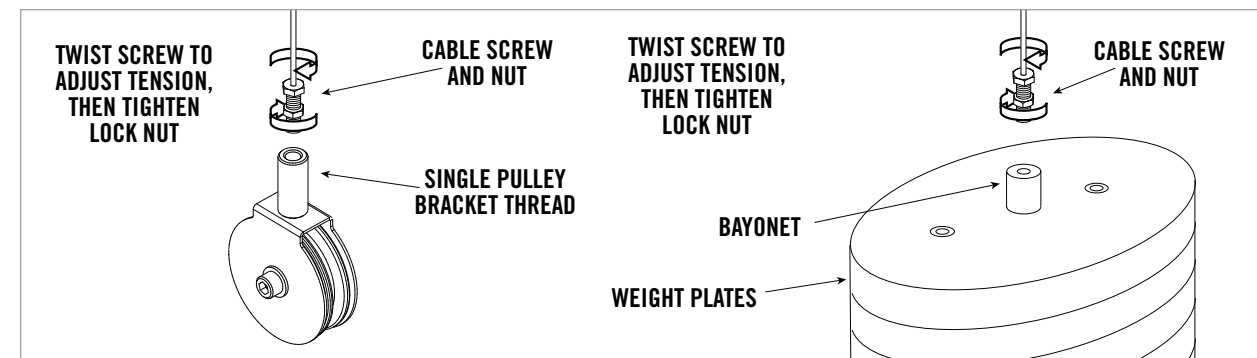 TWIST SCREW TO
ADJUST TENSION,
THEN TIGHTEN
LOCK NUT
CABLE SCREW
AND NUT
SINGLE PULLEY
BRACKET THREAD
TWIST SCREW TO
ADJUST TENSION,
THEN TIGHTEN
LOCK NUT
CABLE SCREW
AND NUT
BAYONET
WEIGHT PLATES